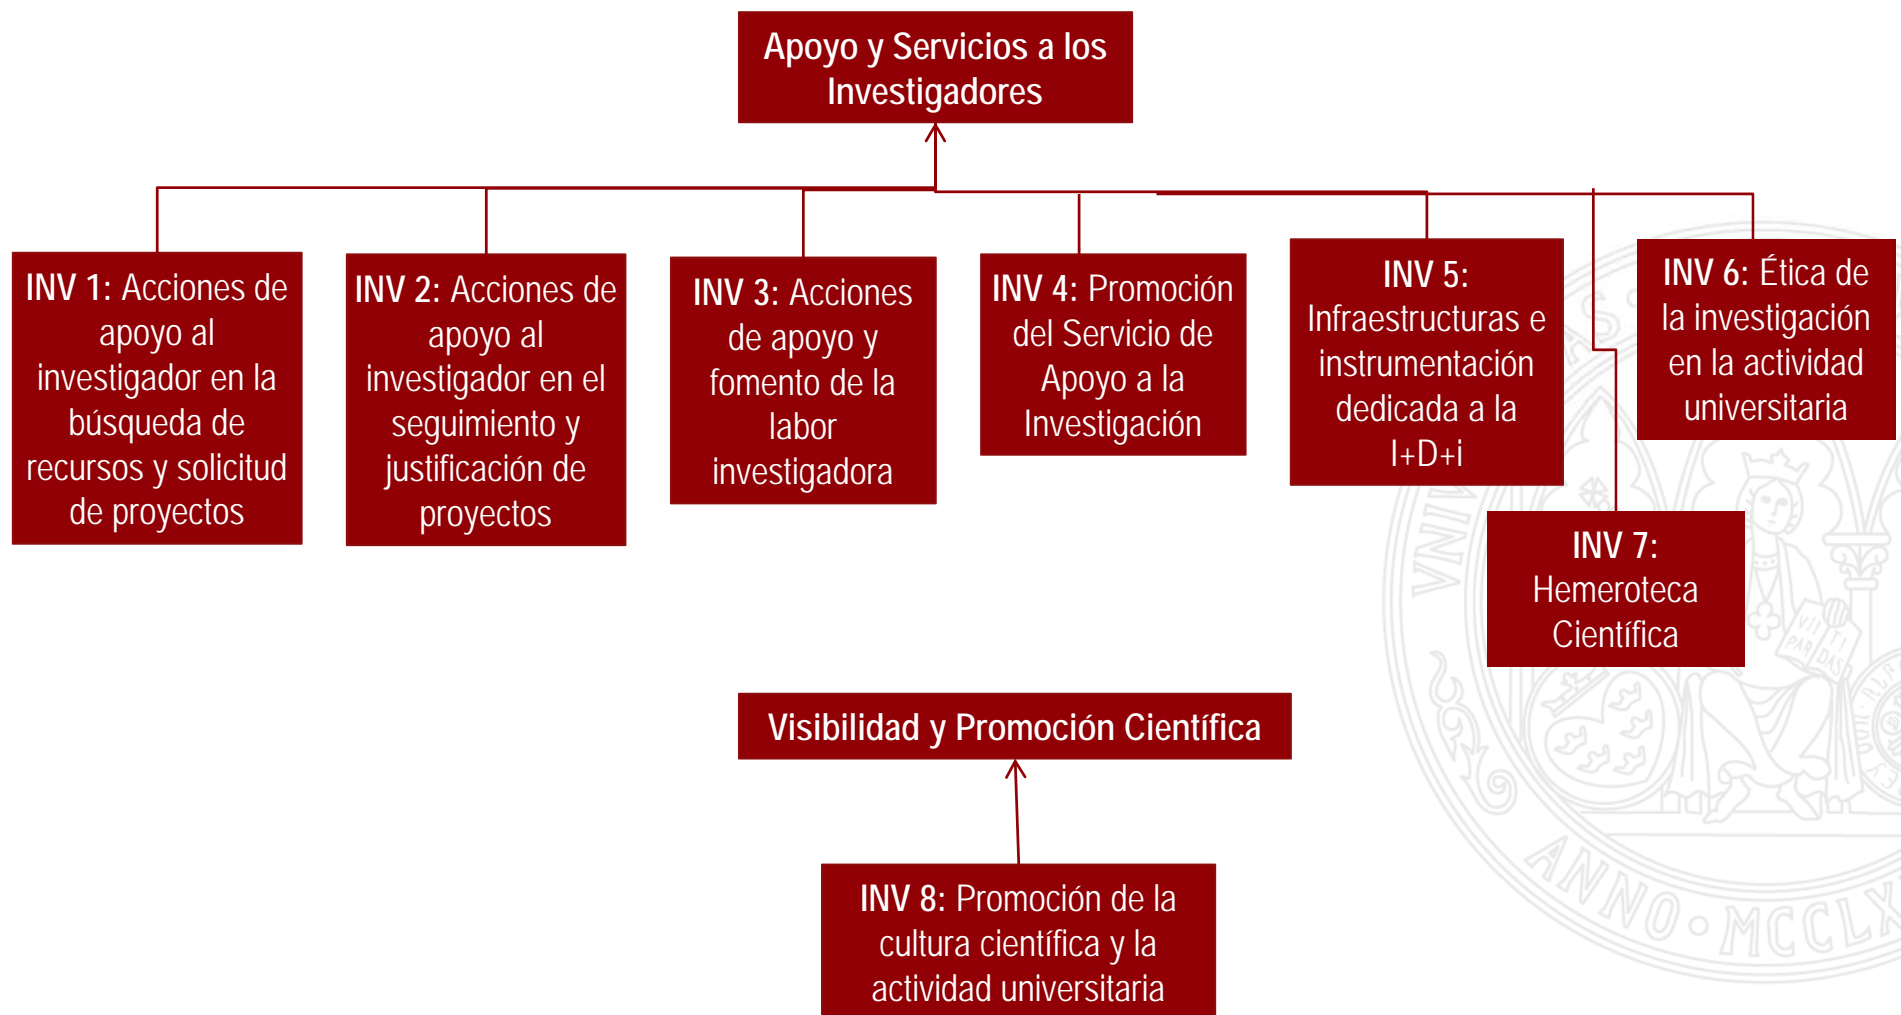 Apoyo y Servicios a los
Investigadores
INV 1: Acciones de
apoyo al
investigador en la
búsqueda de
recursos y solicitud
de proyectos
INV 2: Acciones de
apoyo al
investigador en el
seguimiento y
justificación de
proyectos
INV 3: Acciones
de apoyo y
fomento de la
labor
investigadora
INV 4: Promoción
del Servicio de
Apoyo a la
Investigación
INV 5:
Infraestructuras e
instrumentación
dedicada a la
I+D+i
INV 6: Ética de
la investigación
en la actividad
universitaria
INV 7:
Hemeroteca
Científica
Visibilidad y Promoción Científica
INV 8: Promoción de la
cultura científica y la
actividad universitaria
ANNO • MCCLX